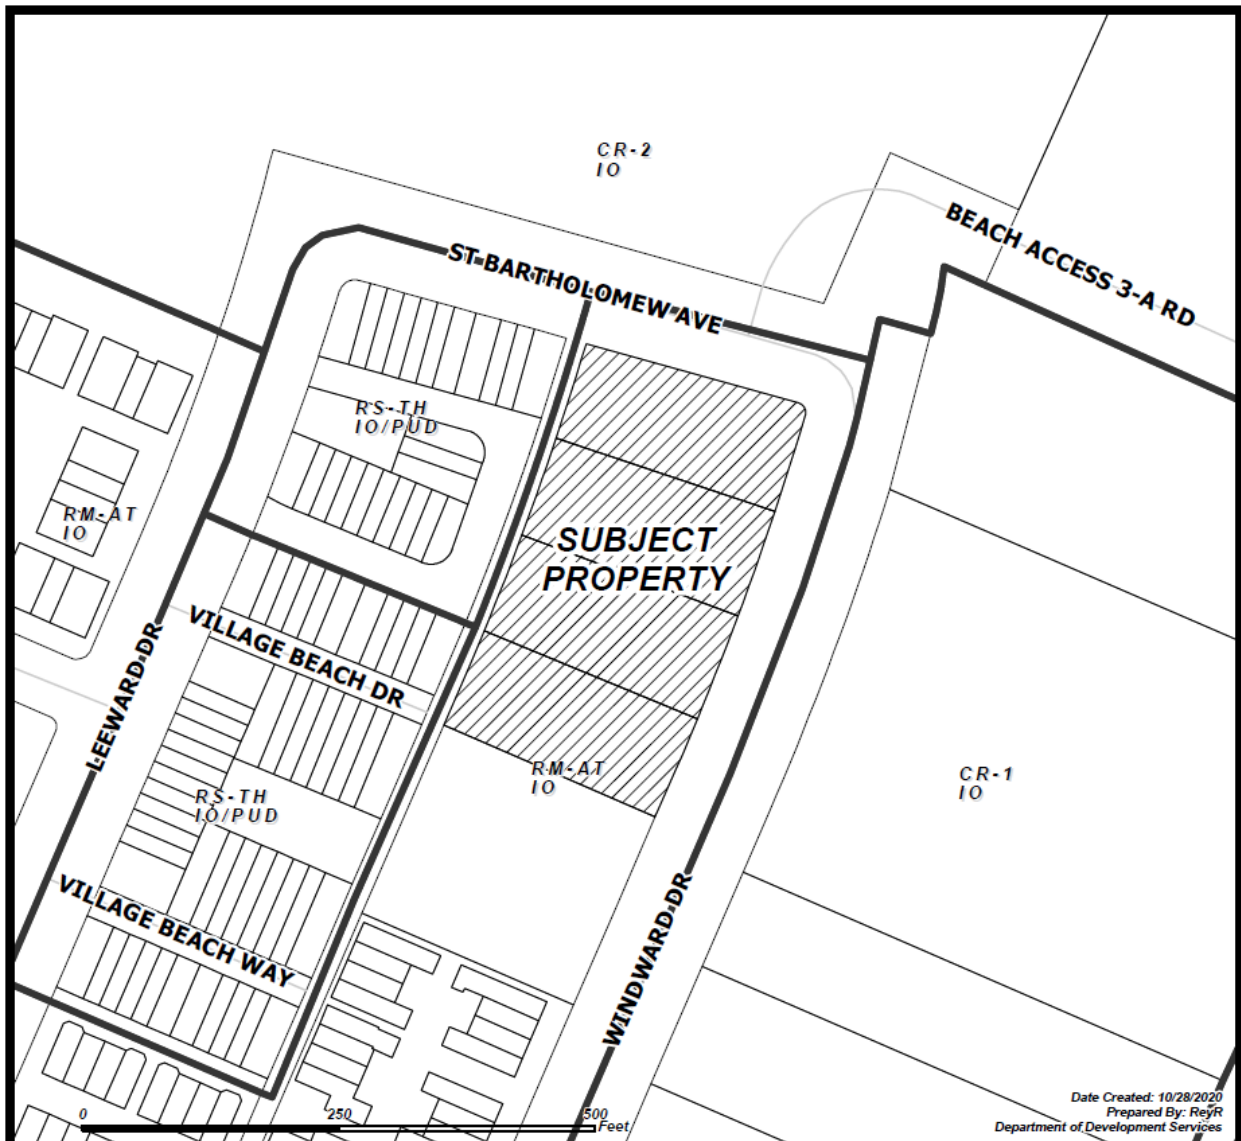 CR-2
IO
BEACH ACCESS 3-A RD
ST BARTHOLOMEW AVE
RS-TH
IO/PUD
RM-AT
IO
SUBJECT
PROPERTY
VILLAGE BEACH DR
LEEWARD DR
RM-AT
IO
CR-1
IO
RS-TH
IO/PUD
VILLAGE BEACH WAY
WINDWARD DR
Date Created: 10/28/2020
Prepared By: ReyR
Department of Development Services
0 250 500
Feet